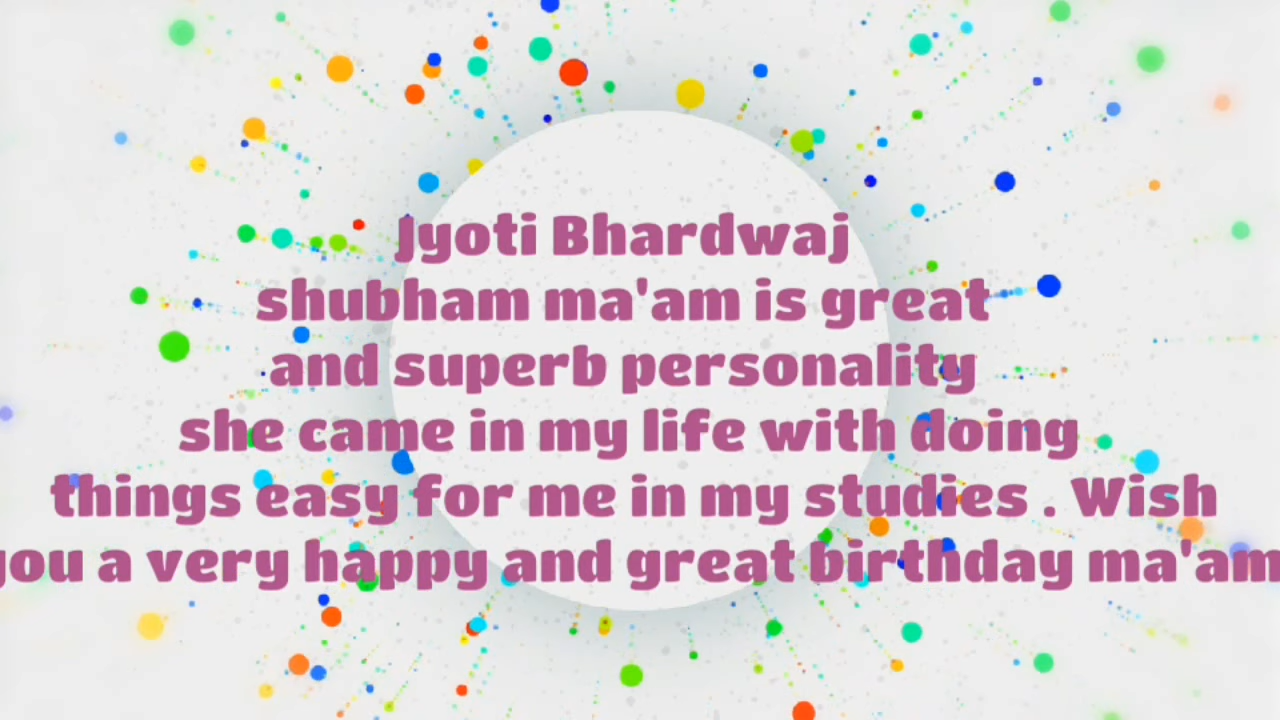 Jyoti Bhardwaj
shubham ma'am is great
and superb personality
she came in my life with doing
things easy for me in my studies . Wish
you a very happy and great birthday ma'am